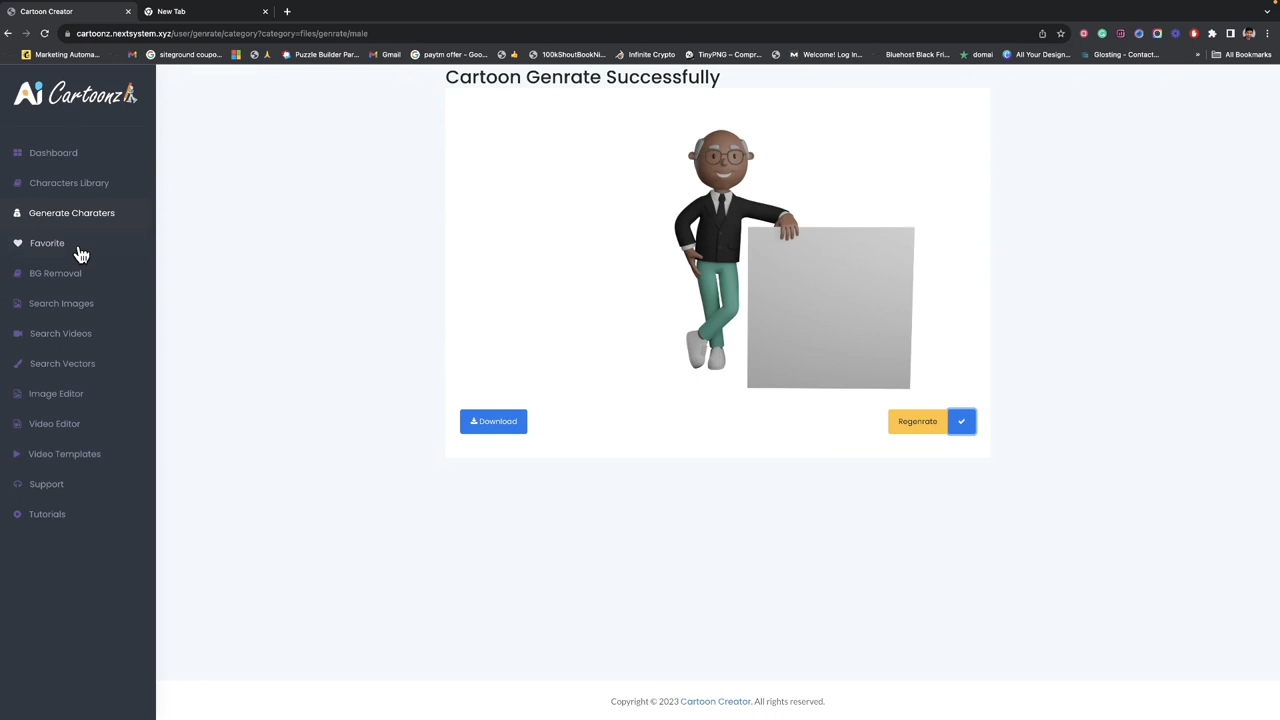 Cartoon Creator
New Tab
cartoonz.nextsystem.xyz/user/genrate/category?category=files/genrate/male
Marketing Automa...
siteground coupo...
Puzzle Builder Par...
Gmail
paytm offer - Goo...
100kShoutBookNi...
Infinite Crypto
TinyPNG – Compr...
Welcome! Log In...
Bluehost Black Fri...
domai
All Your Design...
Glosting - Contact...
»
All Bookmarks
Ai Cartoonz
Cartoon Genrate Successfully
Dashboard
Characters Library
Generate Charaters
Favorite
BG Removal
Search Images
Search Videos
Search Vectors
Image Editor
Video Editor
Video Templates
Support
Tutorials
Download
Regenrate
Copyright © 2023 Cartoon Creator. All rights reserved.